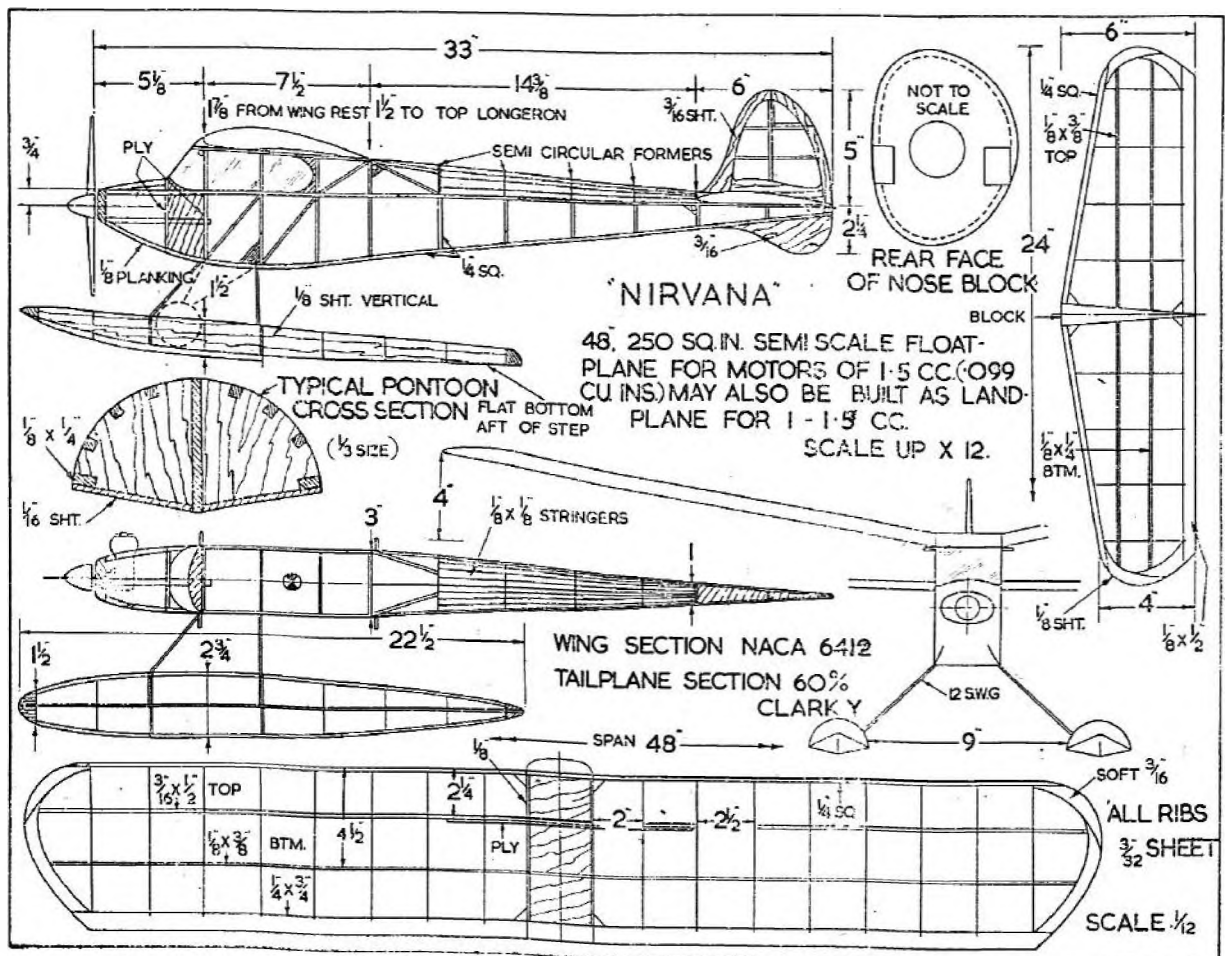 33"
5⅛"
7½"
14⅜"
6"
1⅞" FROM WING REST 1½" TO TOP LONGERON
3/16" SHT.
¾"
PLY
SEMI CIRCULAR FORMERS
5"
2¼"
3/16"
⅛" PLANKING
1½"
¼" SQ.
⅛" SHT. VERTICAL
NOT TO
SCALE
REAR FACE
OF NOSE BLOCK
6"
¼" SQ.
⅛" x ⅜"
TOP
24"
BLOCK
⅛" x ¼"
BTM.
⅛" SHT.
4"
⅛" x ½"
"NIRVANA"
48", 250 SQ.IN. SEMI SCALE FLOAT-
PLANE FOR MOTORS OF 1·5 CC.(·099
CU.INS.) MAY ALSO BE BUILT AS LAND-
PLANE FOR 1 - 1·5 CC.
SCALE UP X 12.
TYPICAL PONTOON
CROSS SECTION
(⅓ SIZE)
FLAT BOTTOM
AFT OF STEP
⅛" x ¼"
1/16" SHT.
4"
3"
⅛" x ⅛" STRINGERS
22½"
1½"
2¾"
WING SECTION NACA 6412
TAILPLANE SECTION 60%
CLARK Y
12 S.W.G
9"
SPAN 48"
⅛"
3/16" x ½"
TOP
2¼"
4½"
⅛" x ⅜"
BTM.
¼" x ¾"
PLY
2"
2½"
¼" SQ
SOFT 3/16"
ALL RIBS
3/32" SHEET
SCALE 1/12